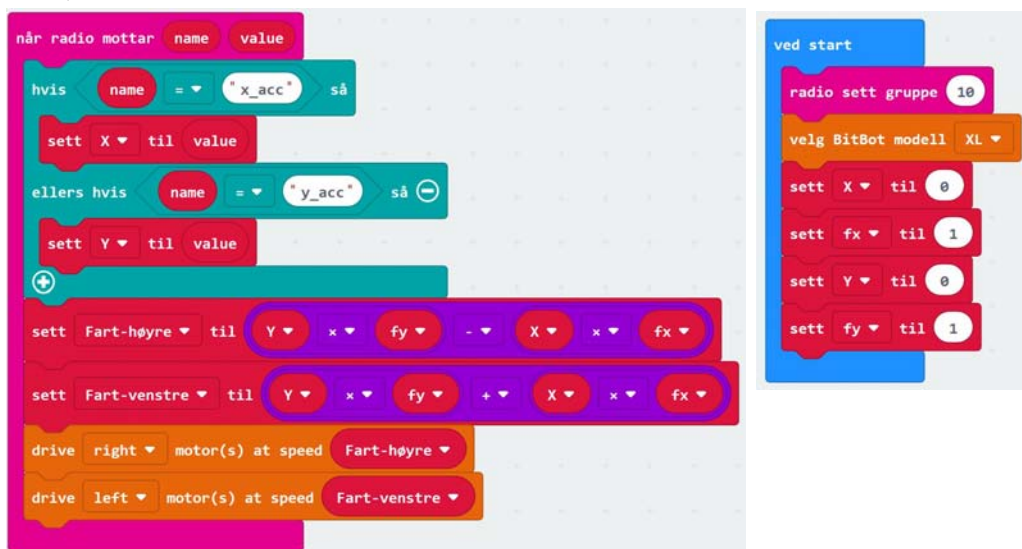 når radio mottar name value
hvis name = "x_acc" så
sett X til value
ellers hvis name = "y_acc" så
sett Y til value
sett Fart-høyre til Y × fy - X × fx
sett Fart-venstre til Y × fy + X × fx
drive right motor(s) at speed Fart-høyre
drive left motor(s) at speed Fart-venstre
ved start
radio sett gruppe 10
velg BitBot modell XL
sett X til 0
sett fx til 1
sett Y til 0
sett fy til 1